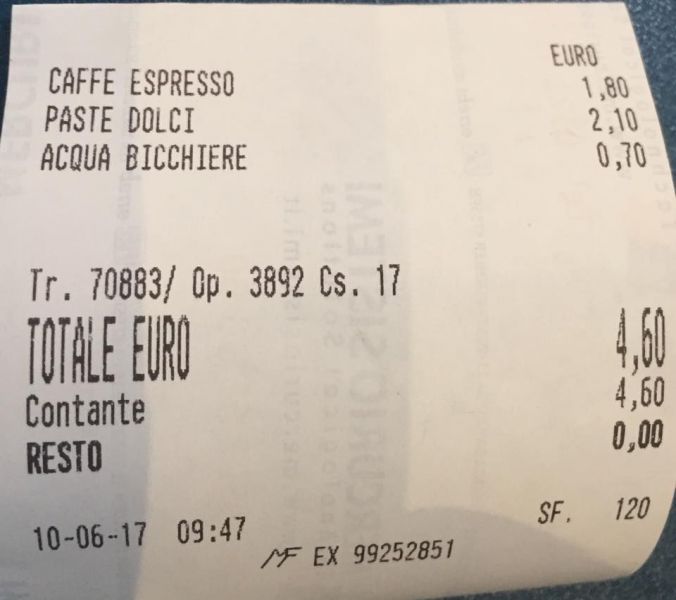 EURO
CAFFE ESPRESSO 1,80
PASTE DOLCI 2,10
ACQUA BICCHIERE 0,70
Tr. 70883/ Op. 3892 Cs. 17
TOTALE EURO 4,60
Contante 4,60
RESTO 0,00
10-06-17 09:47 SF. 120
MF EX 99252851